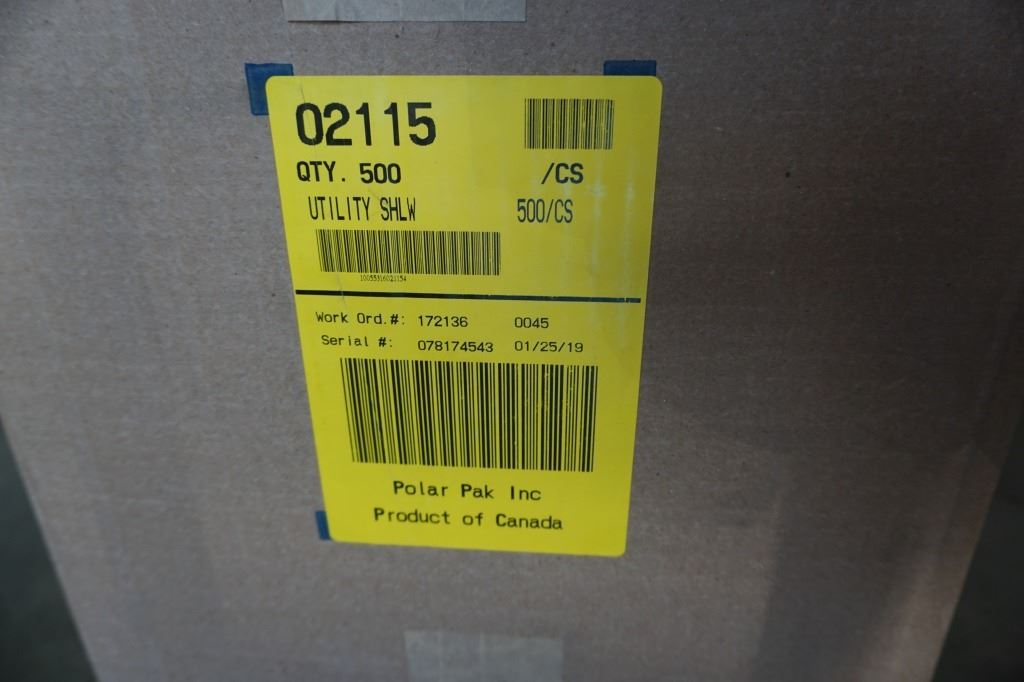 02115
QTY. 500 /CS
UTILITY SHLW 500/CS
10055316021154
Work Ord.#: 172136 0045
Serial #: 078174543 01/25/19
Polar Pak Inc
Product of Canada